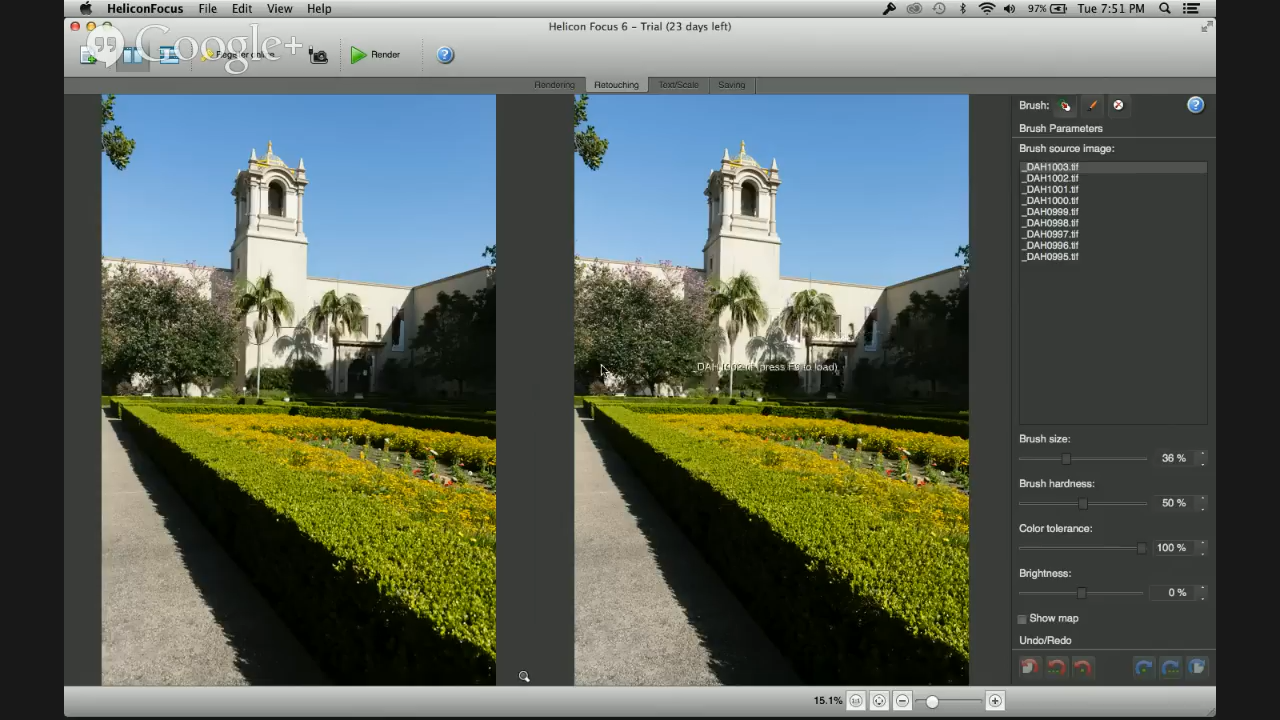 HeliconFocus File Edit View Help
97% Tue 7:51 PM
Helicon Focus 6 - Trial (23 days left)
Google+
Render
Rendering Retouching Text/Scale Saving
Brush:
Brush Parameters
Brush source image:
_DAH1003.tif
_DAH1002.tif
_DAH1001.tif
_DAH1000.tif
_DAH0999.tif
_DAH0998.tif
_DAH0997.tif
_DAH0996.tif
_DAH0995.tif
press F8 to load)
Brush size:
36 %
Brush hardness:
50 %
Color tolerance:
100 %
Brightness:
0 %
Show map
Undo/Redo
15.1%